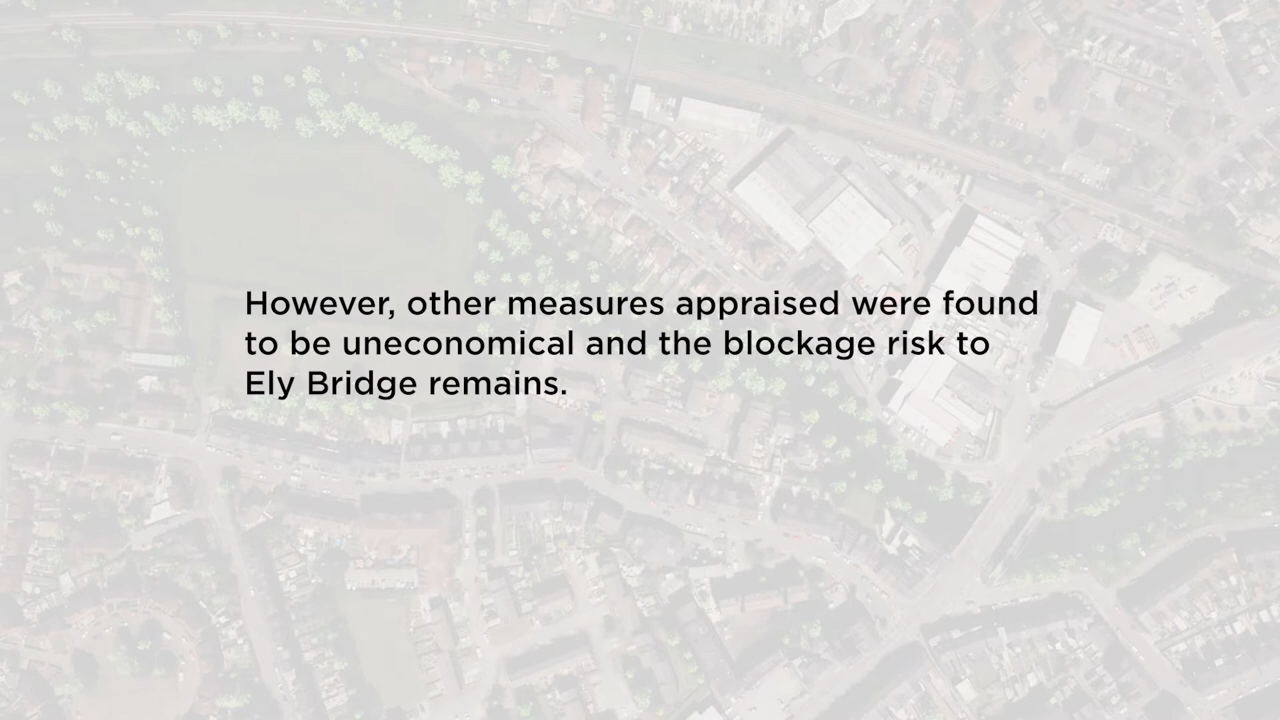 However, other measures appraised were found
to be uneconomical and the blockage risk to
Ely Bridge remains.